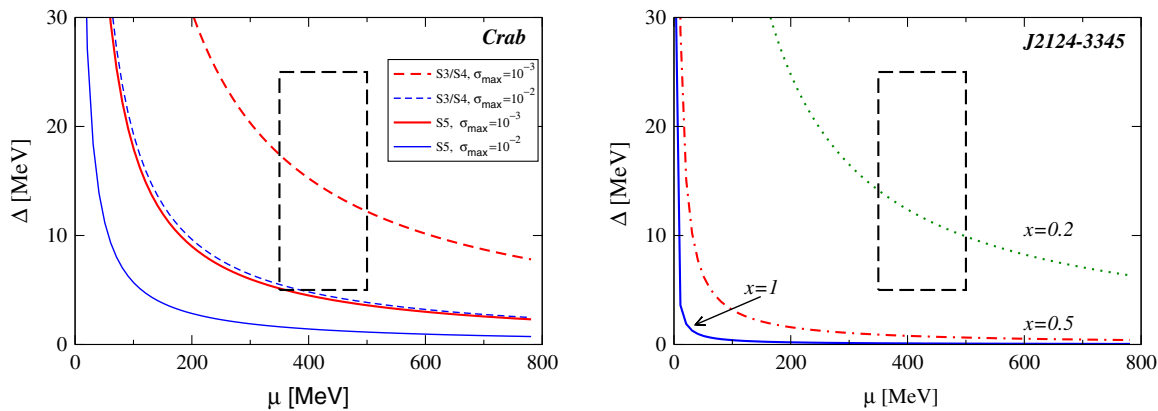 Crab
S3/S4, σmax=10⁻³
S3/S4, σmax=10⁻²
S5, σmax=10⁻³
S5, σmax=10⁻²
30
20
10
0
Δ [MeV]
0 200 400 600 800
μ [MeV]
J2124-3345
x=0.2
x=1
x=0.5
30
20
10
0
Δ [MeV]
0 200 400 600 800
μ [MeV]